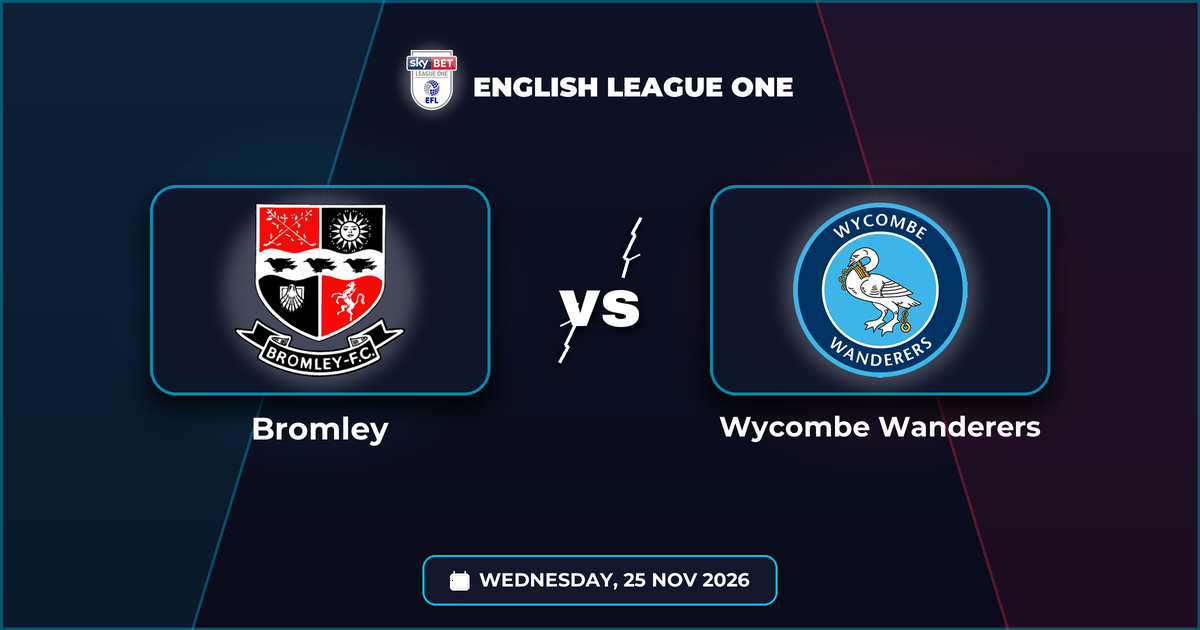 sky BET
LEAGUE ONE
EFL
ENGLISH LEAGUE ONE
BROMLEY-F.C.
vs
WYCOMBE
WANDERERS
Bromley
Wycombe Wanderers
WEDNESDAY, 25 NOV 2026